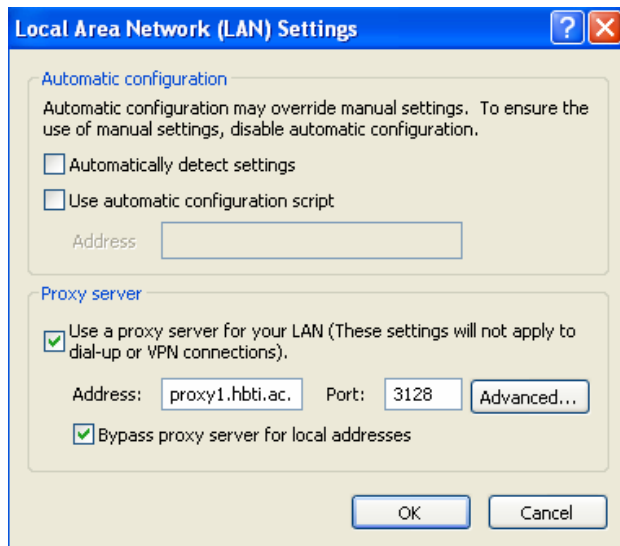 Local Area Network (LAN) Settings
Automatic configuration
Automatic configuration may override manual settings. To ensure the
use of manual settings, disable automatic configuration.
Automatically detect settings
Use automatic configuration script
Address
Proxy server
Use a proxy server for your LAN (These settings will not apply to
dial-up or VPN connections).
Address: proxy1.hbti.ac. Port: 3128 Advanced...
Bypass proxy server for local addresses
OK Cancel